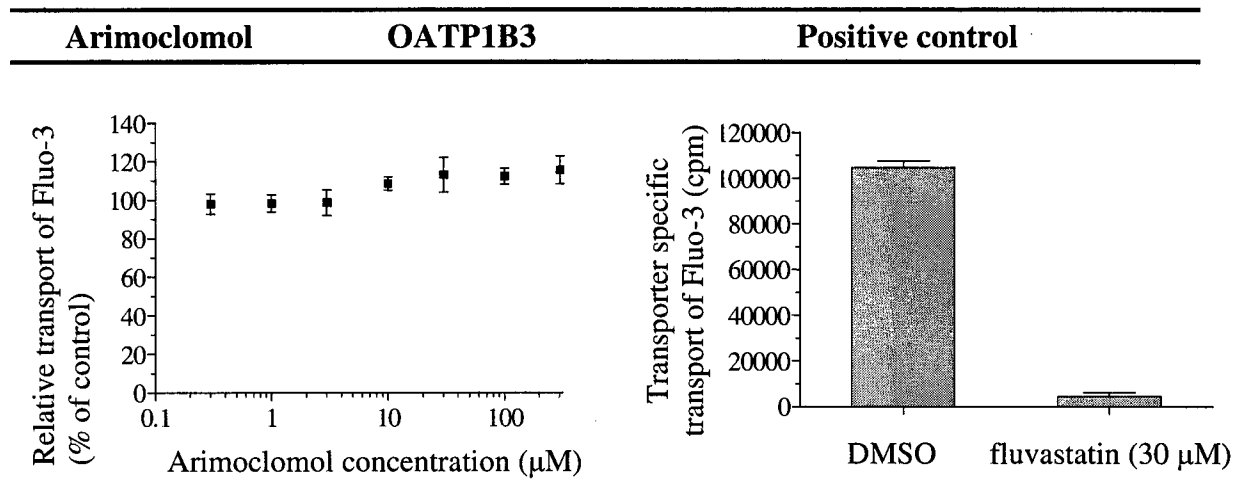 Arimoclomol OATP1B3 Positive control
Relative transport of Fluo-3
(% of control)
140
120
100
80
60
40
20
0
0.1 1 10 100
Arimoclomol concentration (µM)
Transporter specific
transport of Fluo-3 (cpm)
120000
100000
80000
60000
40000
20000
0
DMSO fluvastatin (30 µM)